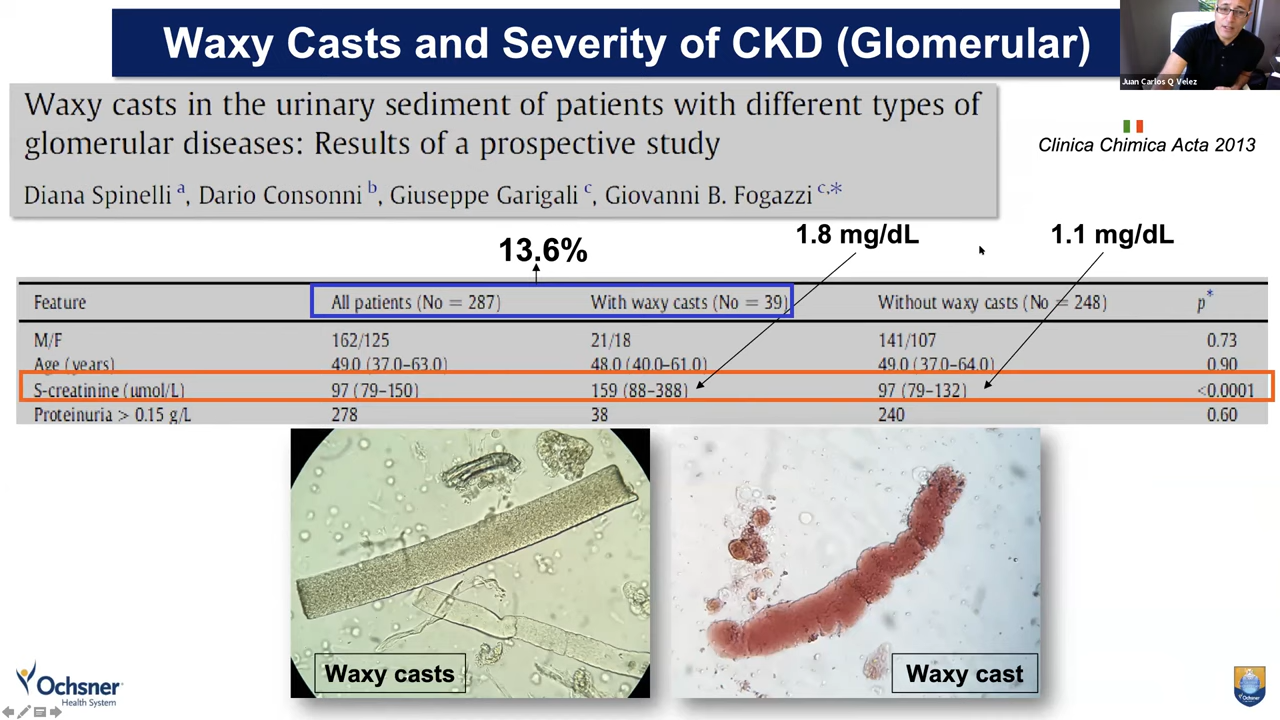 Waxy Casts and Severity of CKD (Glomerular)
Juan Carlos Q Velez
Waxy casts in the urinary sediment of patients with different types of
glomerular diseases: Results of a prospective study
Diana Spinelli a, Dario Consonni b, Giuseppe Garigali c, Giovanni B. Fogazzi c,*
Clinica Chimica Acta 2013
13.6%
1.8 mg/dL
1.1 mg/dL
Feature All patients (No = 287) With waxy casts (No = 39) Without waxy casts (No = 248) p*
M/F 162/125 21/18 141/107 0.73
Age (years) 49.0 (37.0–63.0) 48.0 (40.0–61.0) 49.0 (37.0–64.0) 0.90
S-creatinine (umol/L) 97 (79–150) 159 (88–388) 97 (79–132) <0.0001
Proteinuria > 0.15 g/L 278 38 240 0.60
Waxy casts
Waxy cast
Ochsner
Health System
Ochsner